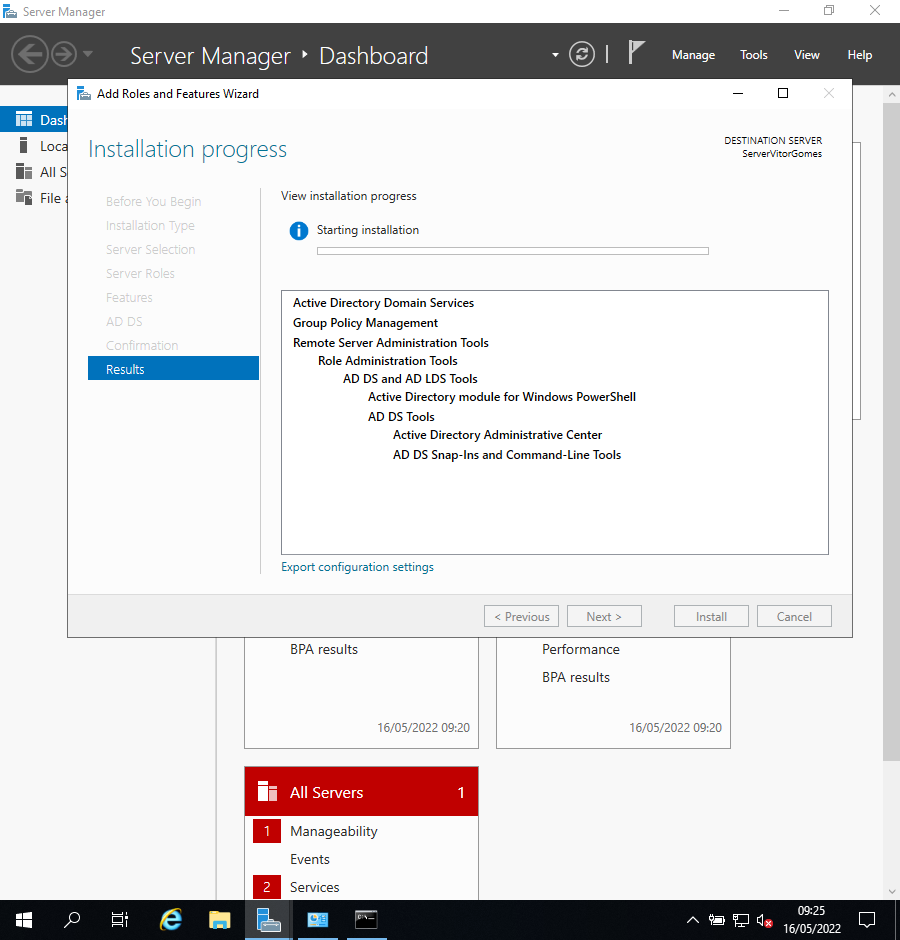 Server Manager
Server Manager ‣ Dashboard
Manage Tools View Help
Add Roles and Features Wizard
Dash
Loca
All S
File a
Installation progress
DESTINATION SERVER
ServerVitorGomes
Before You Begin
Installation Type
Server Selection
Server Roles
Features
AD DS
Confirmation
Results
View installation progress
Starting installation
Active Directory Domain Services
Group Policy Management
Remote Server Administration Tools
Role Administration Tools
AD DS and AD LDS Tools
Active Directory module for Windows PowerShell
AD DS Tools
Active Directory Administrative Center
AD DS Snap-Ins and Command-Line Tools
Export configuration settings
< Previous Next > Install Cancel
BPA results
16/05/2022 09:20
Performance
BPA results
16/05/2022 09:20
All Servers 1
1 Manageability
Events
2 Services
09:25
16/05/2022